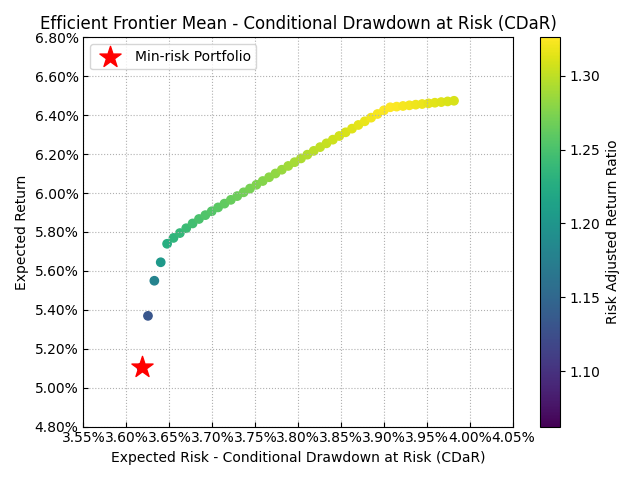 Efficient Frontier Mean - Conditional Drawdown at Risk (CDaR)
Min-risk Portfolio
6.80%
6.60%
6.40%
6.20%
6.00%
5.80%
5.60%
5.40%
5.20%
5.00%
4.80%
Expected Return
3.55% 3.60% 3.65% 3.70% 3.75% 3.80% 3.85% 3.90% 3.95% 4.00% 4.05%
Expected Risk - Conditional Drawdown at Risk (CDaR)
1.30
1.25
1.20
1.15
1.10
Risk Adjusted Return Ratio